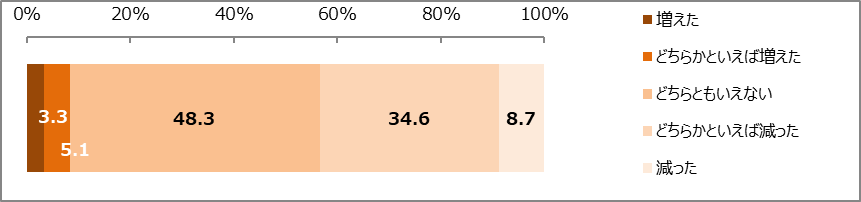 0% 20% 40% 60% 80% 100%
増えた
どちらかといえば増えた
どちらともいえない
どちらかといえば減った
減った
3.3
5.1
48.3
34.6
8.7